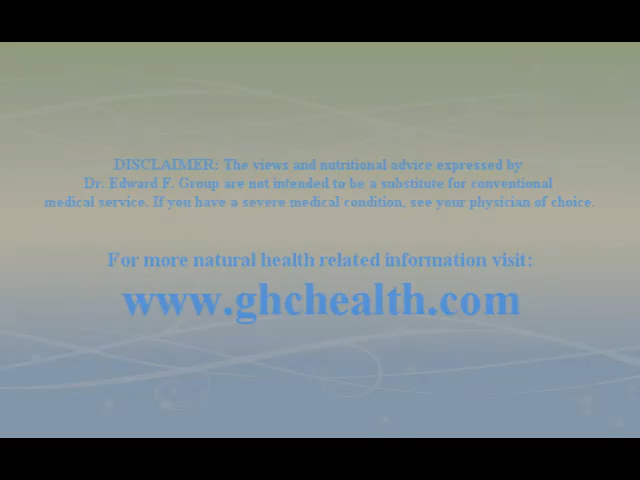 DISCLAIMER: The views and nutritional advice expressed by
Dr. Edward F. Group are not intended to be a substitute for conventional
medical service. If you have a severe medical condition, see your physician of choice.
For more natural health related information visit:
www.ghchealth.com